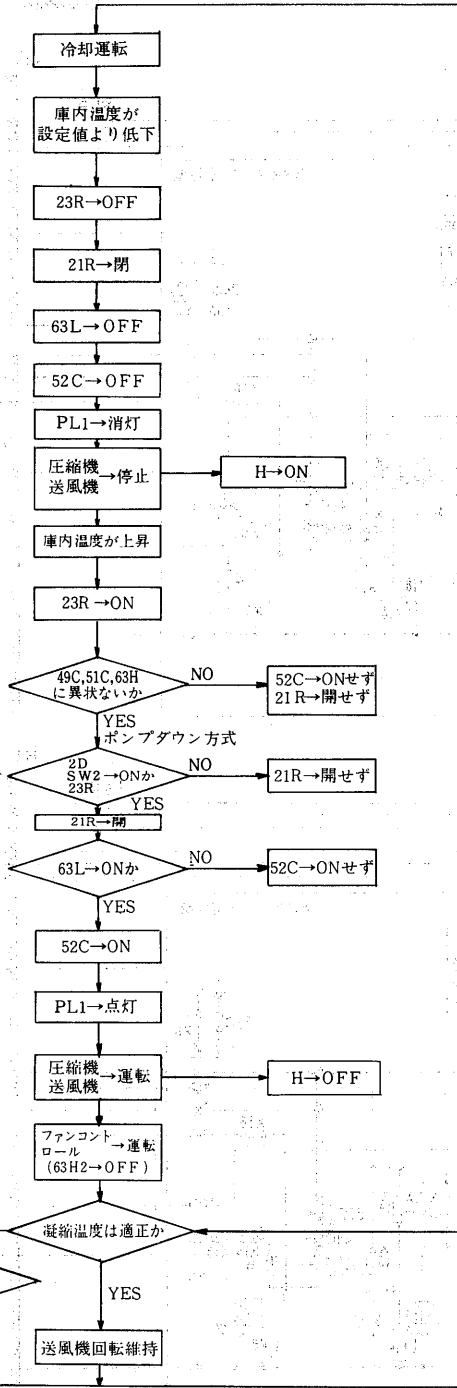 冷却運転
庫内温度が
設定値より低下
23R→OFF
21R→閉
63L→OFF
52C→OFF
PL1→消灯
圧縮機
送風機→停止
H→ON
庫内温度が上昇
23R→ON
49C,51C,63H
に異状ないか
NO
52C→ONせず
21R→開せず
YES
ポンプダウン方式
2D
SW2→ONか
23R
NO
21R→開せず
YES
21R→開
63L→ONか
NO
52C→ONせず
YES
52C→ON
PL1→点灯
圧縮機
送風機→運転
H→OFF
ファンコント
ロール→運転
(63H2→OFF)
凝縮温度は適正か
YES
送風機回転維持